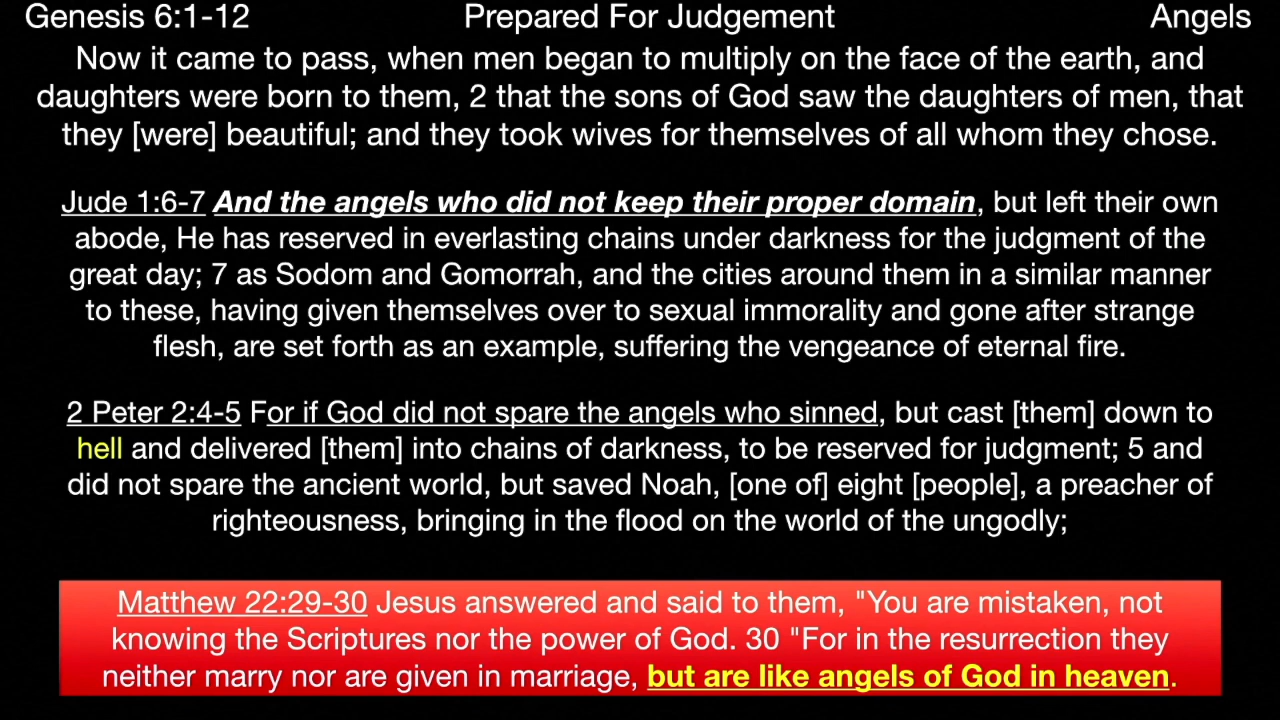 Genesis 6:1-12 Prepared For Judgement Angels
Now it came to pass, when men began to multiply on the face of the earth, and
daughters were born to them, 2 that the sons of God saw the daughters of men, that
they [were] beautiful; and they took wives for themselves of all whom they chose.
Jude 1:6-7 And the angels who did not keep their proper domain, but left their own
abode, He has reserved in everlasting chains under darkness for the judgment of the
great day; 7 as Sodom and Gomorrah, and the cities around them in a similar manner
to these, having given themselves over to sexual immorality and gone after strange
flesh, are set forth as an example, suffering the vengeance of eternal fire.
2 Peter 2:4-5 For if God did not spare the angels who sinned, but cast [them] down to
hell and delivered [them] into chains of darkness, to be reserved for judgment; 5 and
did not spare the ancient world, but saved Noah, [one of] eight [people], a preacher of
righteousness, bringing in the flood on the world of the ungodly;
Matthew 22:29-30 Jesus answered and said to them, "You are mistaken, not
knowing the Scriptures nor the power of God. 30 "For in the resurrection they
neither marry nor are given in marriage, but are like angels of God in heaven.